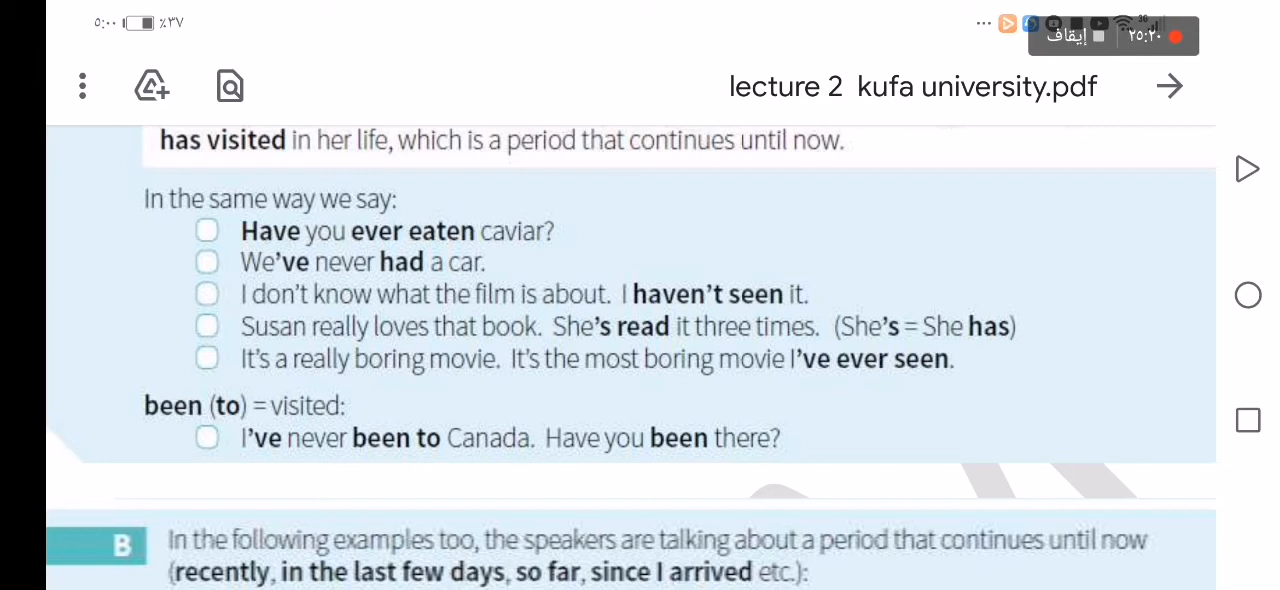 ٥:٠٠ ٪٣٧
3G
إيقاف ٢٥:٢٠
lecture 2 kufa university.pdf
has visited in her life, which is a period that continues until now.
In the same way we say:
Have you ever eaten caviar?
We've never had a car.
I don't know what the film is about. I haven't seen it.
Susan really loves that book. She's read it three times. (She's = She has)
It's a really boring movie. It's the most boring movie I've ever seen.
been (to) = visited:
I've never been to Canada. Have you been there?
B In the following examples too, the speakers are talking about a period that continues until now
(recently, in the last few days, so far, since I arrived etc.):